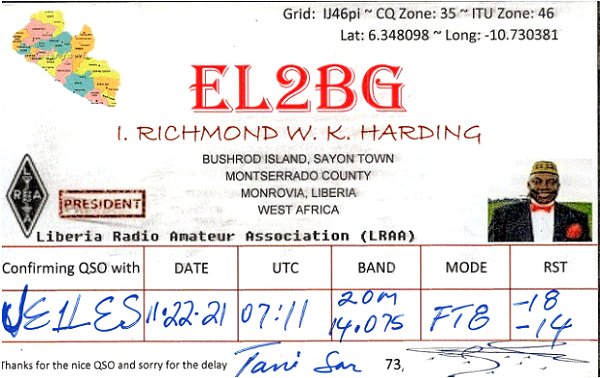 Grid: IJ46pi ~ CQ Zone: 35 ~ ITU Zone: 46
Lat: 6.348098 ~ Long: -10.730381
EL2BG
I. RICHMOND W. K. HARDING
BUSHROD ISLAND, SAYON TOWN
MONTSERRADO COUNTY
MONROVIA, LIBERIA
WEST AFRICA
PRESIDENT
Liberia Radio Amateur Association (LRAA)
Confirming QSO with DATE UTC BAND MODE RST
JE1LES 11.22.21 07:11 20m 14.075 FT8 -18 -14
Thanks for the nice QSO and sorry for the delay Tani San 73,